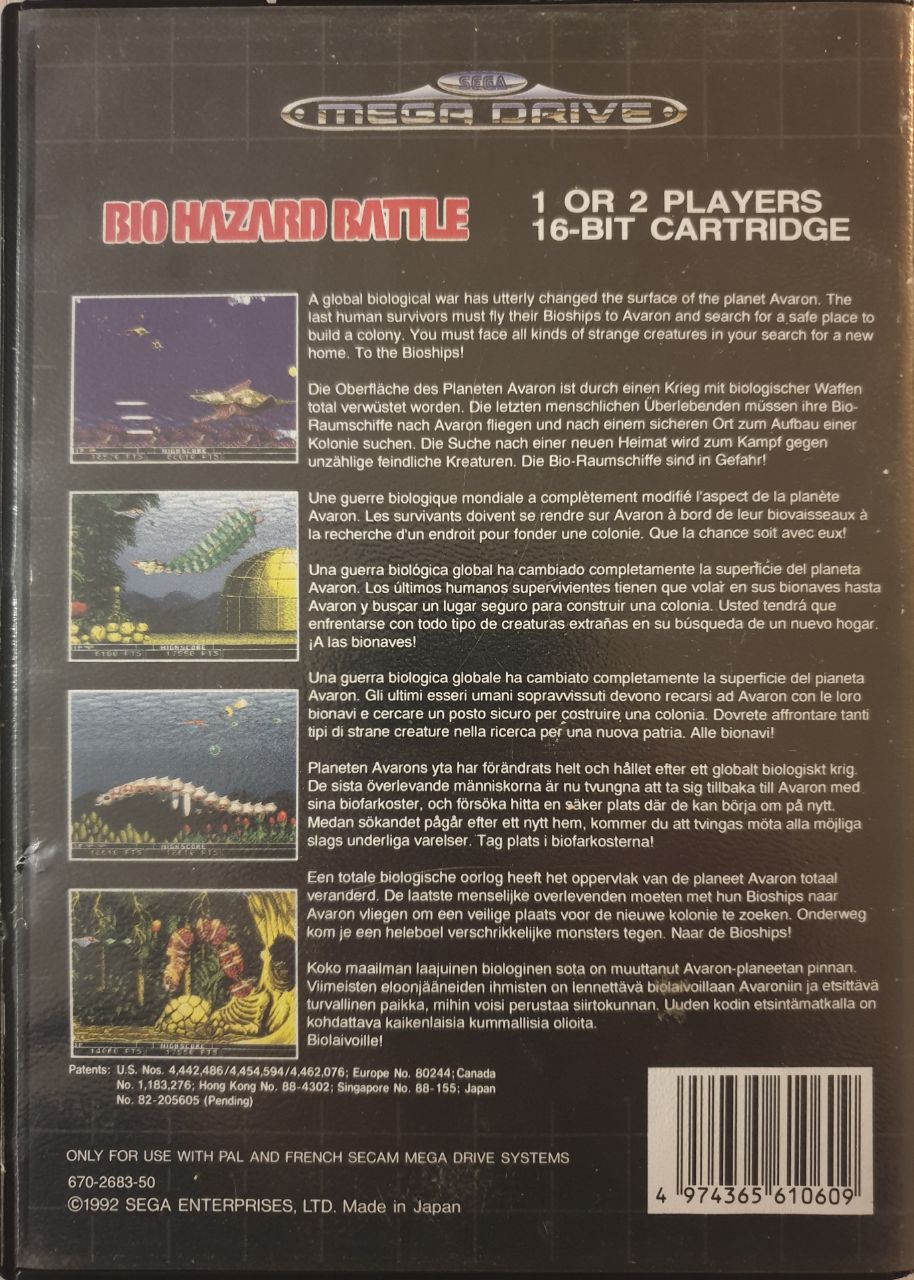 SEGA
MEGA DRIVE
BIO HAZARD BATTLE
1 OR 2 PLAYERS
16-BIT CARTRIDGE
A global biological war has utterly changed the surface of the planet Avaron. The
last human survivors must fly their Bioships to Avaron and search for a safe place to
build a colony. You must face all kinds of strange creatures in your search for a new
home. To the Bioships!
Die Oberfläche des Planeten Avaron ist durch einen Krieg mit biologischer Waffen
total verwüstet worden. Die letzten menschlichen Überlebenden müssen ihre Bio-
Raumschiffe nach Avaron fliegen und nach einem sicheren Ort zum Aufbau einer
Kolonie suchen. Die Suche nach einer neuen Heimat wird zum Kampf gegen
unzählige feindliche Kreaturen. Die Bio-Raumschiffe sind in Gefahr!
Une guerre biologique mondiale a complètement modifié l'aspect de la planète
Avaron. Les survivants doivent se rendre sur Avaron à bord de leur biovaisseaux à
la recherche d'un endroit pour fonder une colonie. Que la chance soit avec eux!
Una guerra biológica global ha cambiado completamente la superficie del planeta
Avaron. Los últimos humanos supervivientes tienen que volar en sus bionaves hasta
Avaron y buscar un lugar seguro para construir una colonia. Usted tendrá que
enfrentarse con todo tipo de creaturas extrañas en su búsqueda de un nuevo hogar.
¡A las bionaves!
Una guerra biologica globale ha cambiato completamente la superficie del pianeta
Avaron. Gli ultimi esseri umani sopravvissuti devono recarsi ad Avaron con le loro
bionavi e cercare un posto sicuro per costruire una colonia. Dovrete affrontare tanti
tipi di strane creature nella ricerca per una nuova patria. Alle bionavi!
Planeten Avarons yta har förändrats helt och hållet efter ett globalt biologiskt krig.
De sista överlevande människorna är nu tvungna att ta sig tillbaka till Avaron med
sina biofarkoster, och försöka hitta en säker plats där de kan börja om på nytt.
Medan sökandet pågår efter ett nytt hem, kommer du att tvingas möta alla möjliga
slags underliga varelser. Tag plats i biofarkosterna!
Een totale biologische oorlog heeft het oppervlak van de planeet Avaron totaal
veranderd. De laatste menselijke overlevenden moeten met hun Bioships naar
Avaron vliegen om een veilige plaats voor de nieuwe kolonie te zoeken. Onderweg
kom je een heleboel verschrikkelijke monsters tegen. Naar de Bioships!
Koko maailman laajuinen biologinen sota on muuttanut Avaron-planeetan pinnan.
Viimeisten eloonjääneiden ihmisten on lennettävä biolaivoillaan Avaroniin ja etsittävä
turvallinen paikka, mihin voisi perustaa siirtokunnan. Uuden kodin etsintämatkalla on
kohdattava kaikenlaisia kummallisia olioita.
Biolaivoille!
HIGHSCORE
HIGHSCORE
6100 PTS 17550 PTS
HIGHSCORE
HIGHSCORE
14080 PTS 17550 PTS
Patents: U.S. Nos. 4,442,486/4,454,594/4,462,076; Europe No. 80244; Canada
No. 1,183,276; Hong Kong No. 88-4302; Singapore No. 88-155; Japan
No. 82-205605 (Pending)
ONLY FOR USE WITH PAL AND FRENCH SECAM MEGA DRIVE SYSTEMS
670-2683-50
©1992 SEGA ENTERPRISES, LTD. Made in Japan
4 974365 610609